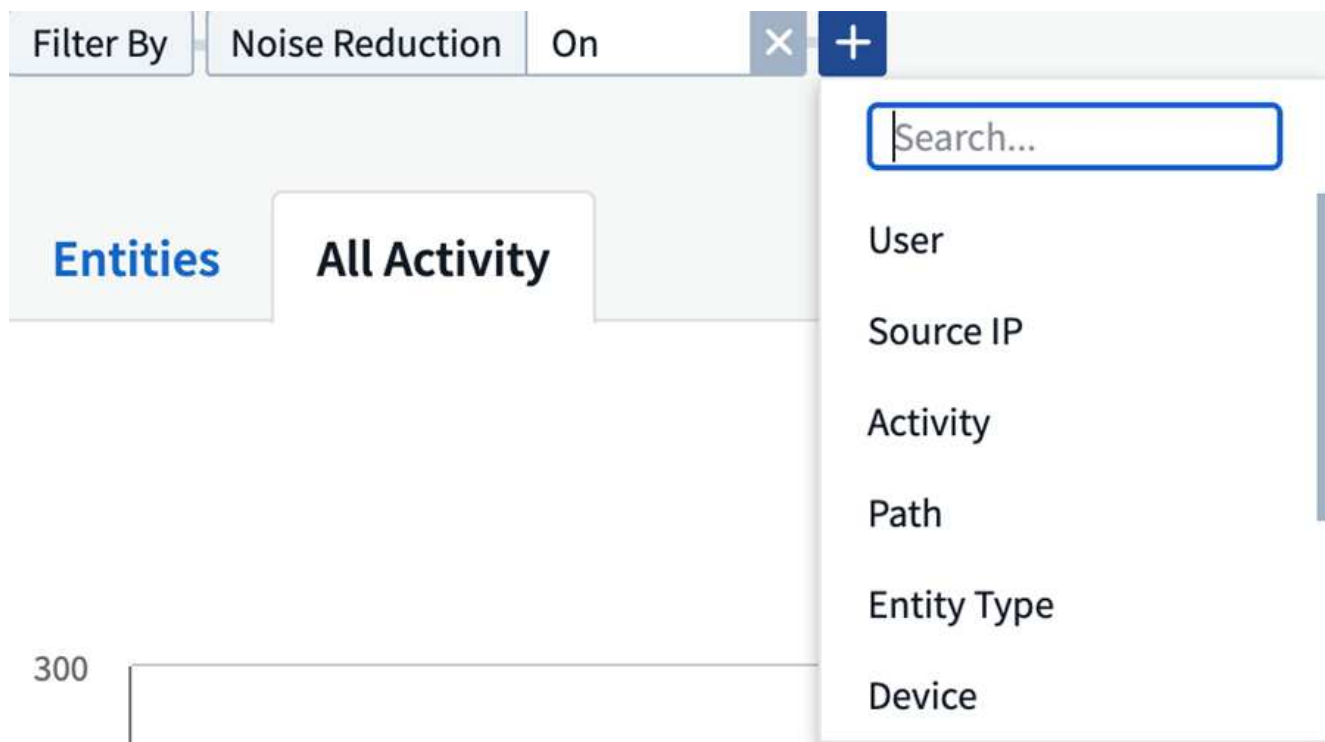 Filter By Noise Reduction On × +
Search...
Entities All Activity
User
Source IP
Activity
Path
Entity Type
300
Device